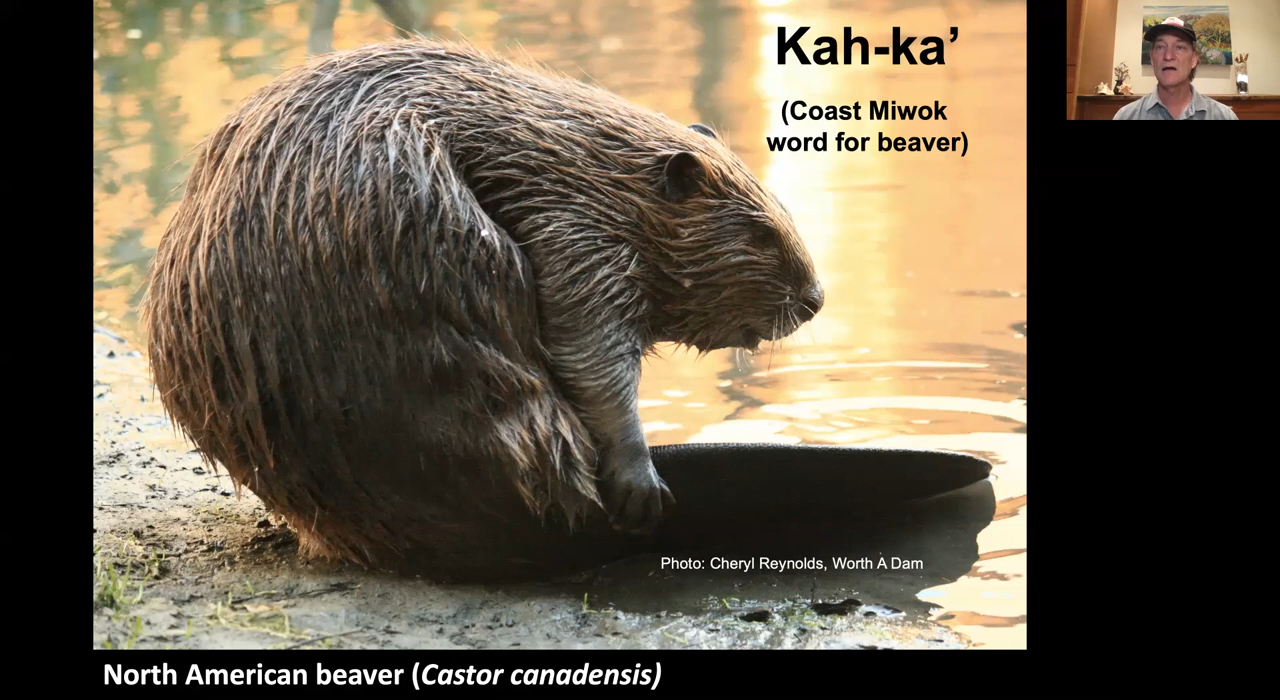 Kah-ka’
(Coast Miwok
word for beaver)
Photo: Cheryl Reynolds, Worth A Dam
North American beaver (Castor canadensis)